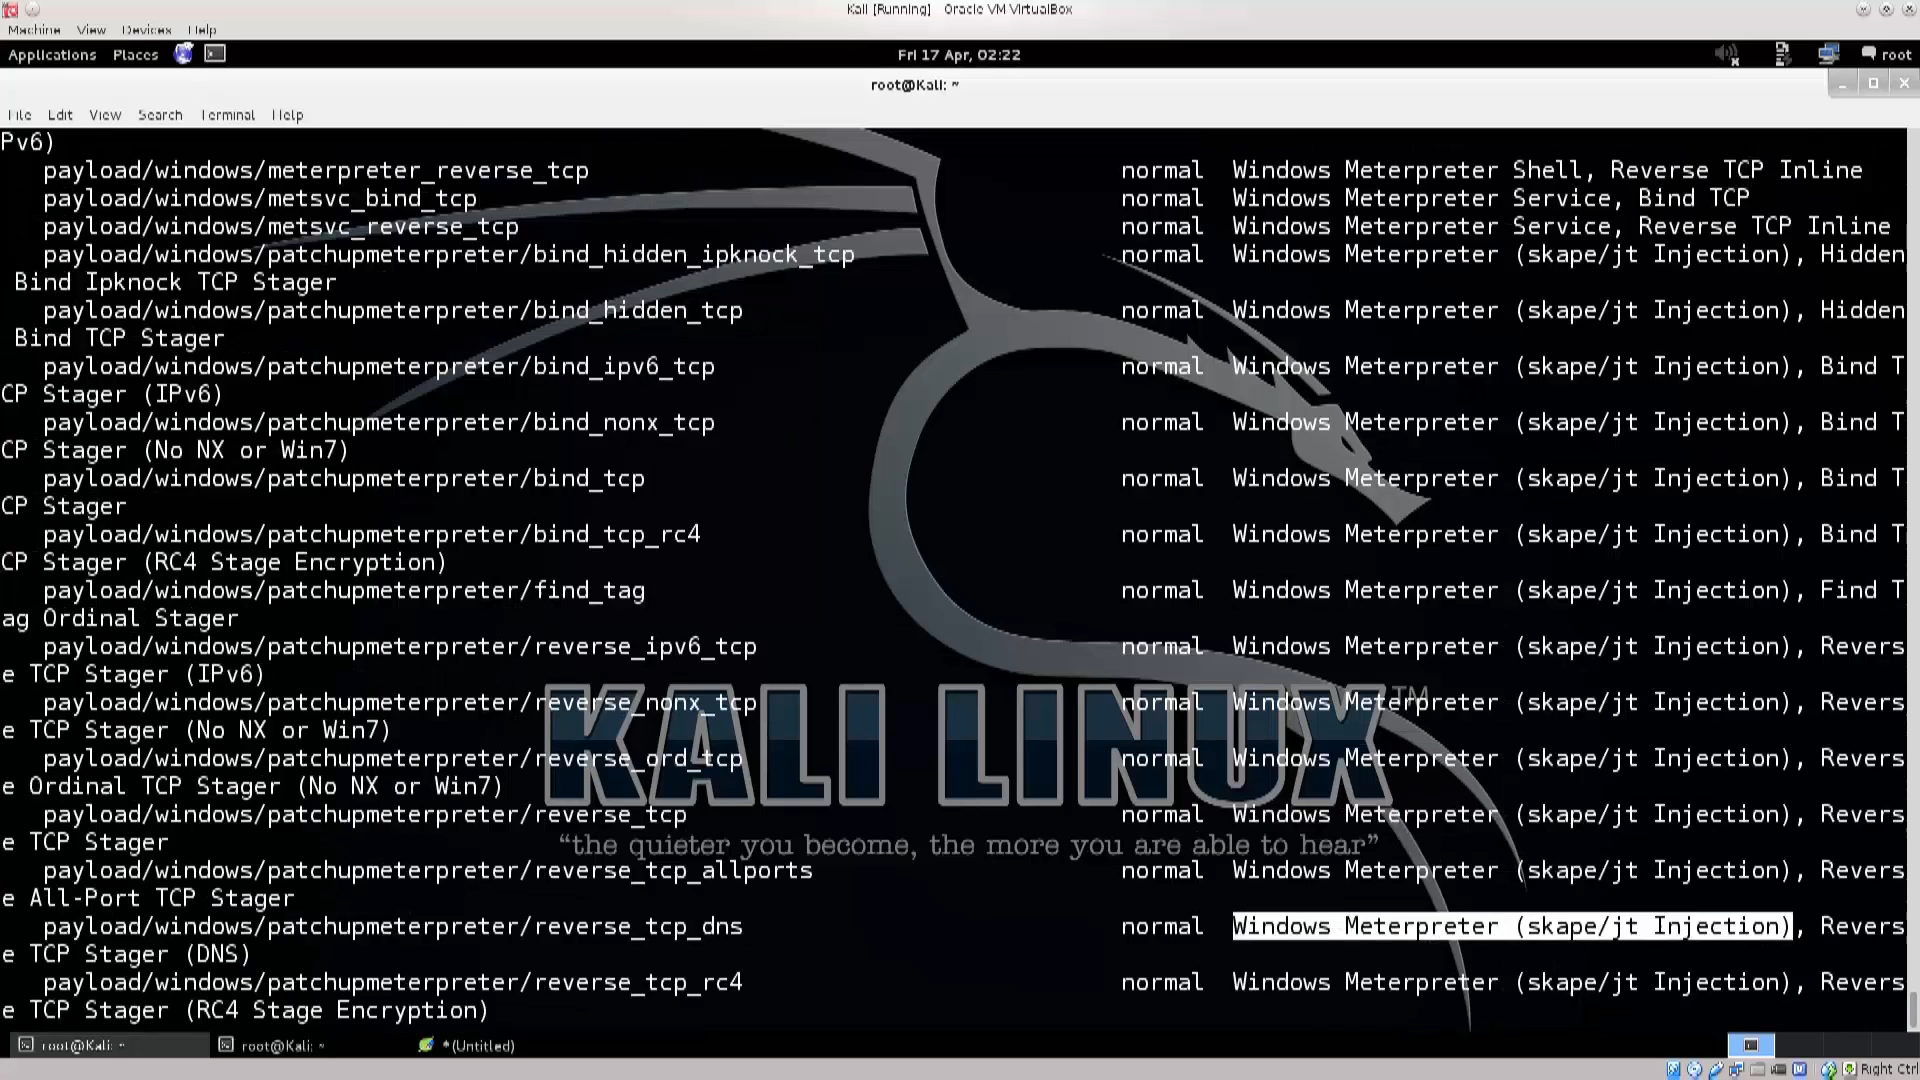 Kali [Running] - Oracle VM VirtualBox
Machine View Devices Help
Applications Places Fri 17 Apr, 02:22 root
root@Kali: ~
File Edit View Search Terminal Help
Pv6)
payload/windows/meterpreter_reverse_tcp normal Windows Meterpreter Shell, Reverse TCP Inline
payload/windows/metsvc_bind_tcp normal Windows Meterpreter Service, Bind TCP
payload/windows/metsvc_reverse_tcp normal Windows Meterpreter Service, Reverse TCP Inline
payload/windows/patchupmeterpreter/bind_hidden_ipknock_tcp normal Windows Meterpreter (skape/jt Injection), Hidden
Bind Ipknock TCP Stager
payload/windows/patchupmeterpreter/bind_hidden_tcp normal Windows Meterpreter (skape/jt Injection), Hidden
Bind TCP Stager
payload/windows/patchupmeterpreter/bind_ipv6_tcp normal Windows Meterpreter (skape/jt Injection), Bind T
CP Stager (IPv6)
payload/windows/patchupmeterpreter/bind_nonx_tcp normal Windows Meterpreter (skape/jt Injection), Bind T
CP Stager (No NX or Win7)
payload/windows/patchupmeterpreter/bind_tcp normal Windows Meterpreter (skape/jt Injection), Bind T
CP Stager
payload/windows/patchupmeterpreter/bind_tcp_rc4 normal Windows Meterpreter (skape/jt Injection), Bind T
CP Stager (RC4 Stage Encryption)
payload/windows/patchupmeterpreter/find_tag normal Windows Meterpreter (skape/jt Injection), Find T
ag Ordinal Stager
payload/windows/patchupmeterpreter/reverse_ipv6_tcp normal Windows Meterpreter (skape/jt Injection), Revers
e TCP Stager (IPv6)
payload/windows/patchupmeterpreter/reverse_nonx_tcp normal Windows Meterpreter (skape/jt Injection), Revers
e TCP Stager (No NX or Win7)
payload/windows/patchupmeterpreter/reverse_ord_tcp normal Windows Meterpreter (skape/jt Injection), Revers
e Ordinal TCP Stager (No NX or Win7)
payload/windows/patchupmeterpreter/reverse_tcp normal Windows Meterpreter (skape/jt Injection), Revers
e TCP Stager
payload/windows/patchupmeterpreter/reverse_tcp_allports normal Windows Meterpreter (skape/jt Injection), Revers
e All-Port TCP Stager
payload/windows/patchupmeterpreter/reverse_tcp_dns normal Windows Meterpreter (skape/jt Injection), Revers
e TCP Stager (DNS)
payload/windows/patchupmeterpreter/reverse_tcp_rc4 normal Windows Meterpreter (skape/jt Injection), Revers
e TCP Stager (RC4 Stage Encryption)
KALI LINUX™
“the quieter you become, the more you are able to hear”
root@Kali: ~ root@Kali: ~ *(Untitled)
Right Ctrl